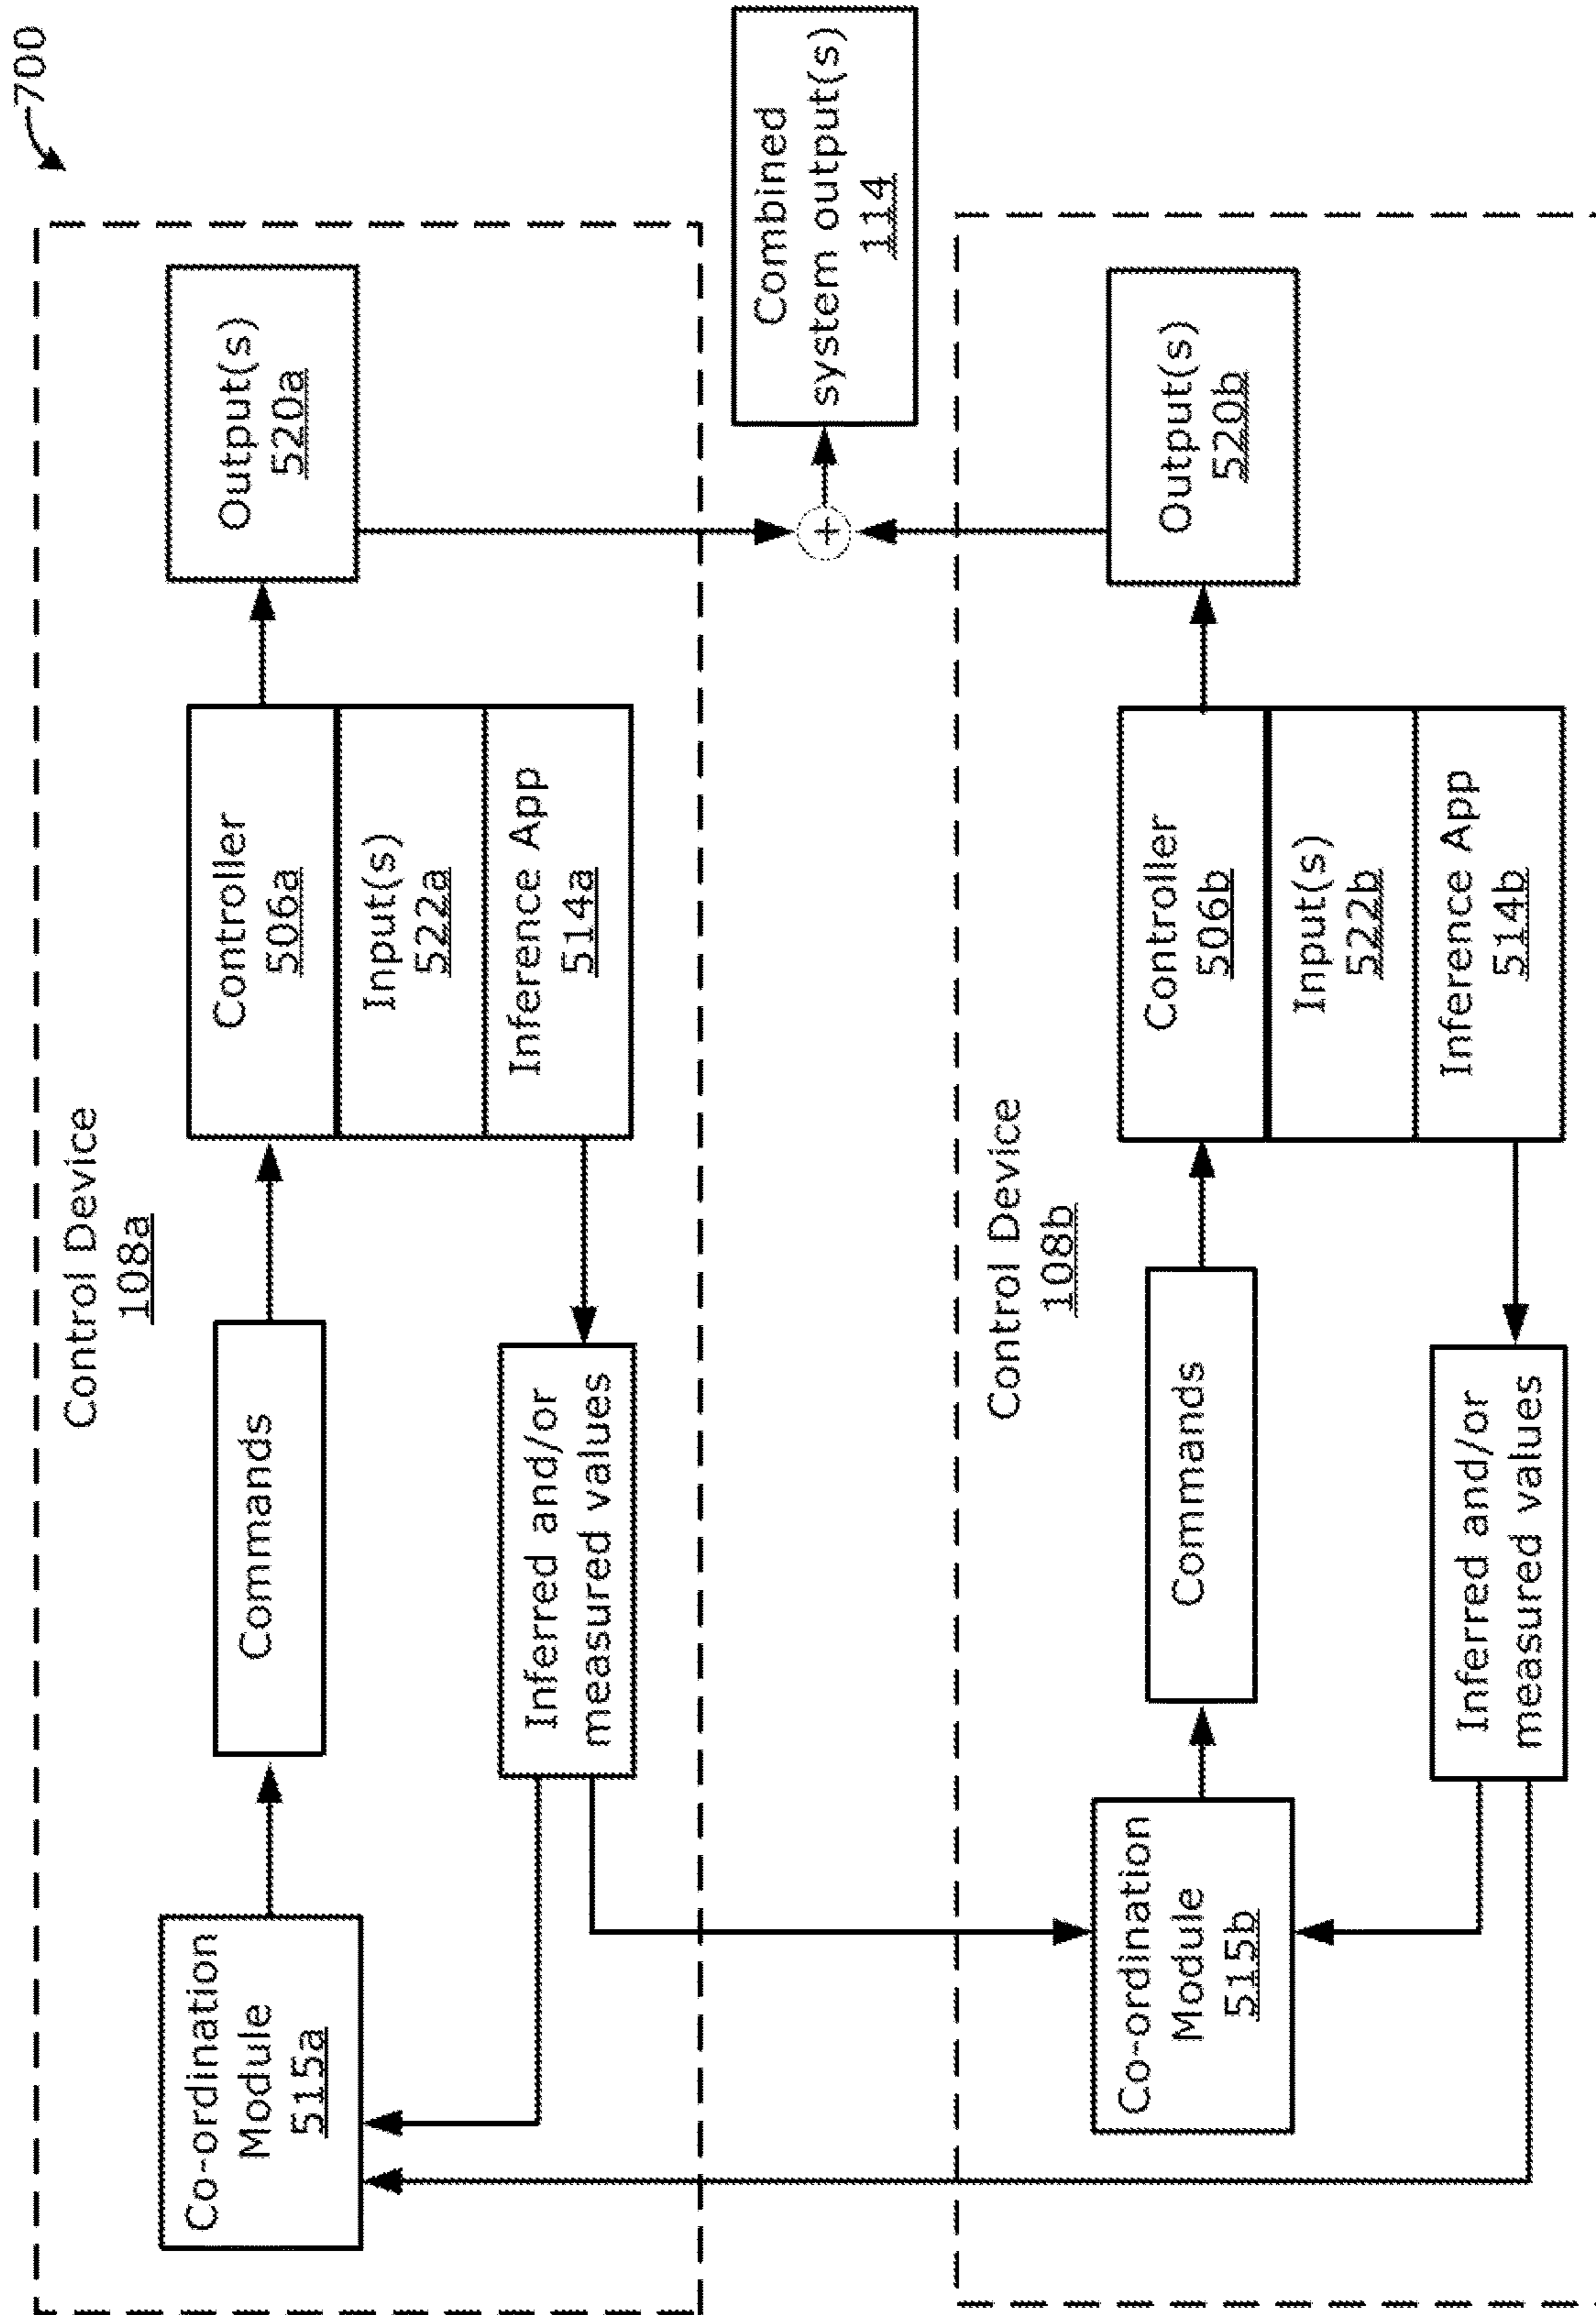 700
Control Device
108a
Co-ordination
Module
515a
Commands
Controller
506a
Input(s)
522a
Inference App
514a
Output(s)
520a
Inferred and/or
measured values
Combined
system output(s)
114
+
Control Device
108b
Co-ordination
Module
515b
Commands
Controller
506b
Input(s)
522b
Inference App
514b
Output(s)
520b
Inferred and/or
measured values